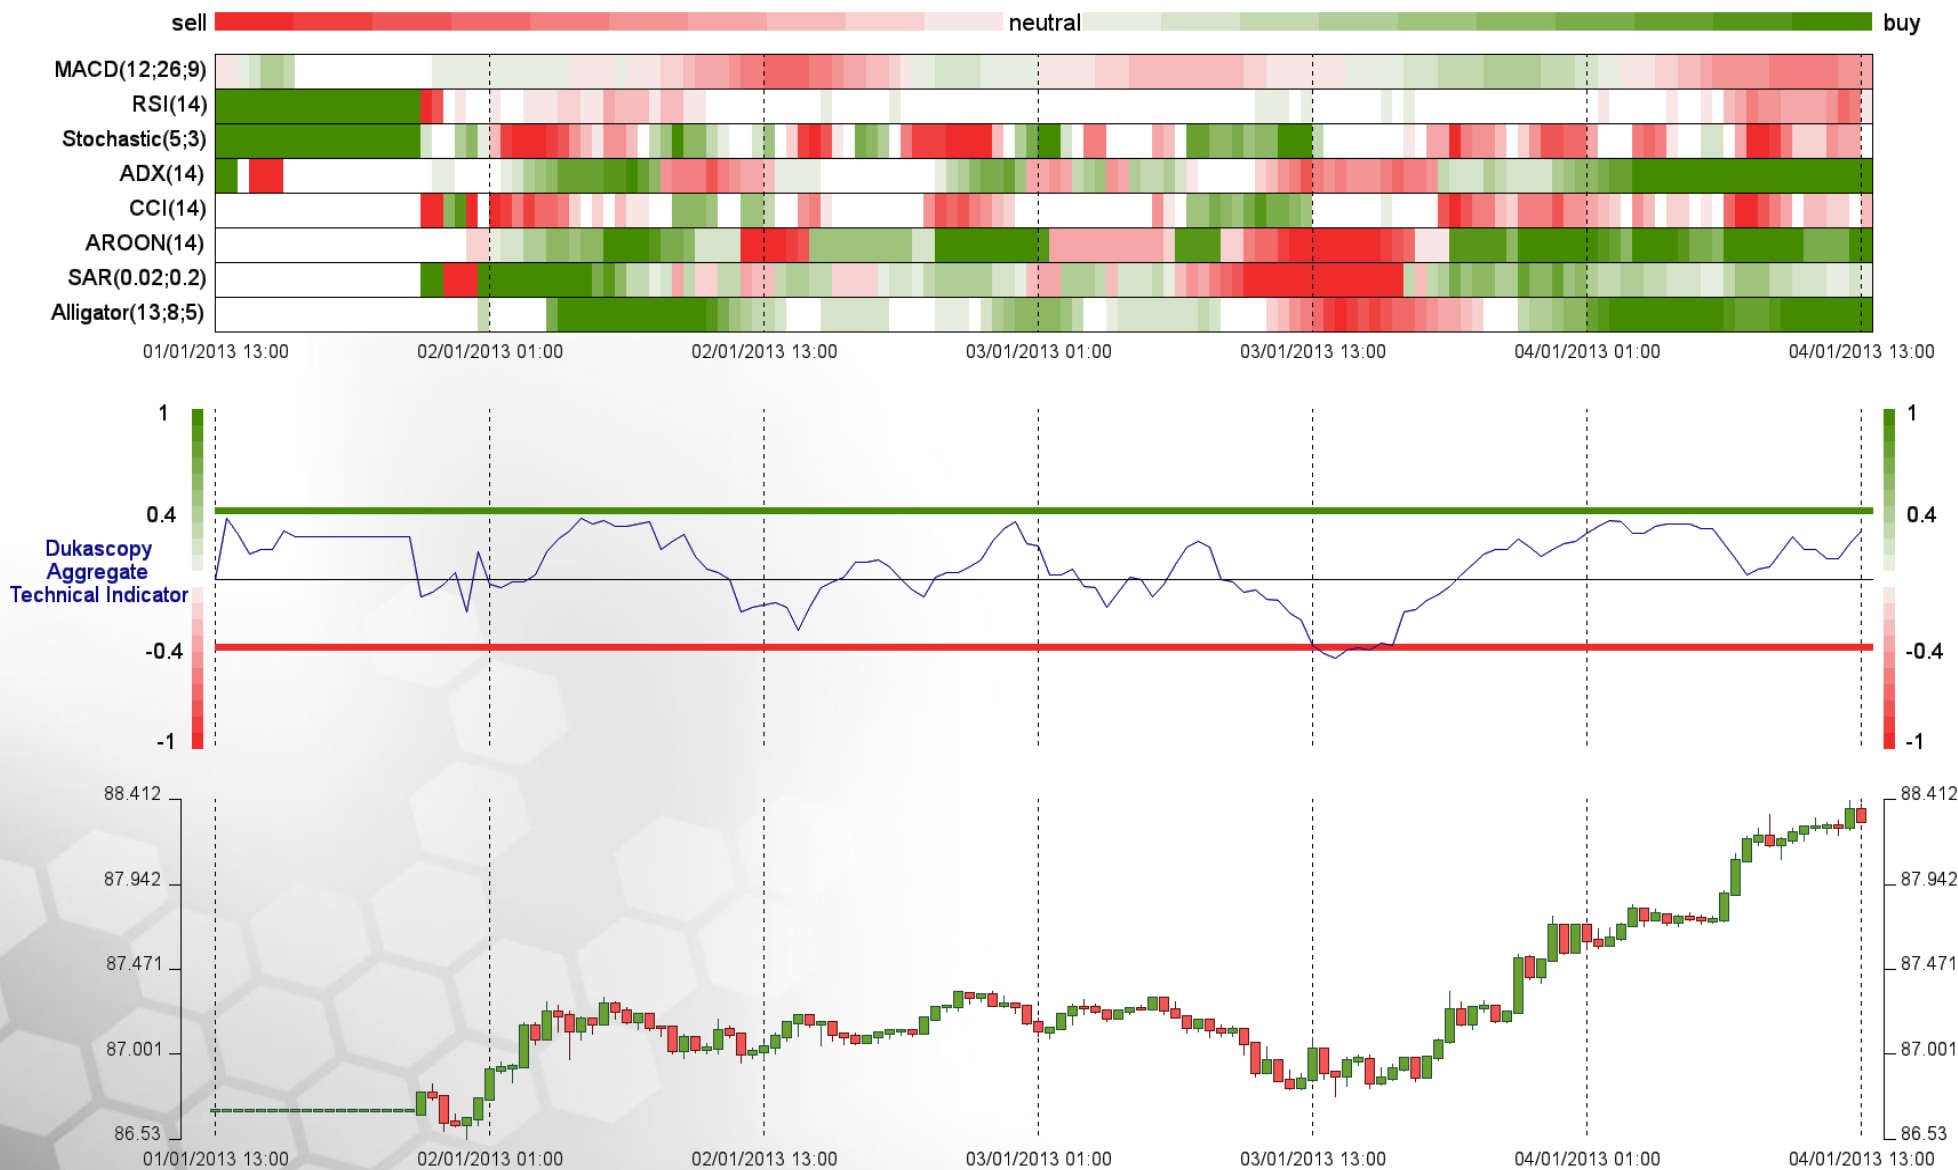 sell neutral buy
MACD(12;26;9)
RSI(14)
Stochastic(5;3)
ADX(14)
CCI(14)
AROON(14)
SAR(0.02;0.2)
Alligator(13;8;5)
01/01/2013 13:00 02/01/2013 01:00 02/01/2013 13:00 03/01/2013 01:00 03/01/2013 13:00 04/01/2013 01:00 04/01/2013 13:00
1 1
0.4 0.4
Dukascopy
Aggregate
Technical Indicator
-0.4 -0.4
-1 -1
88.412 88.412
87.942 87.942
87.471 87.471
87.001 87.001
86.53 86.53
01/01/2013 13:00 02/01/2013 01:00 02/01/2013 13:00 03/01/2013 01:00 03/01/2013 13:00 04/01/2013 01:00 04/01/2013 13:00